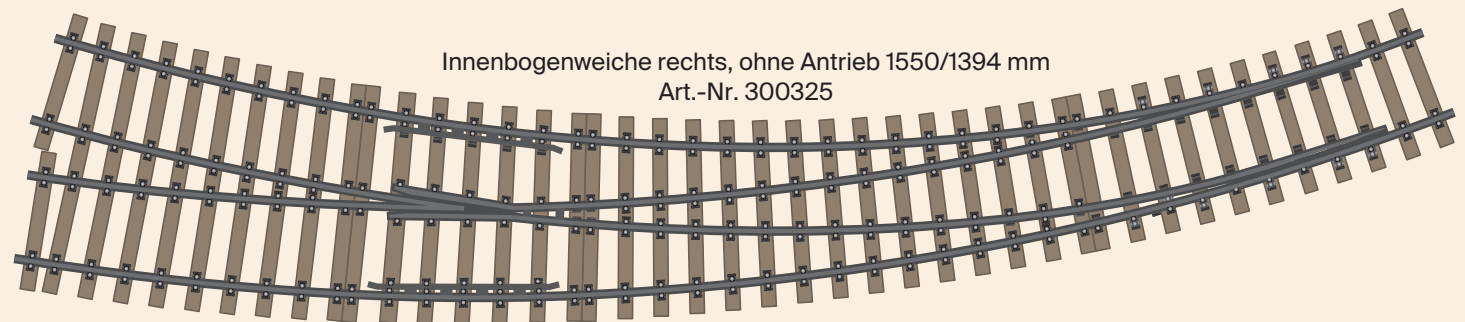 Innenbogenweiche rechts, ohne Antrieb 1550/1394 mm
Art.-Nr. 300325